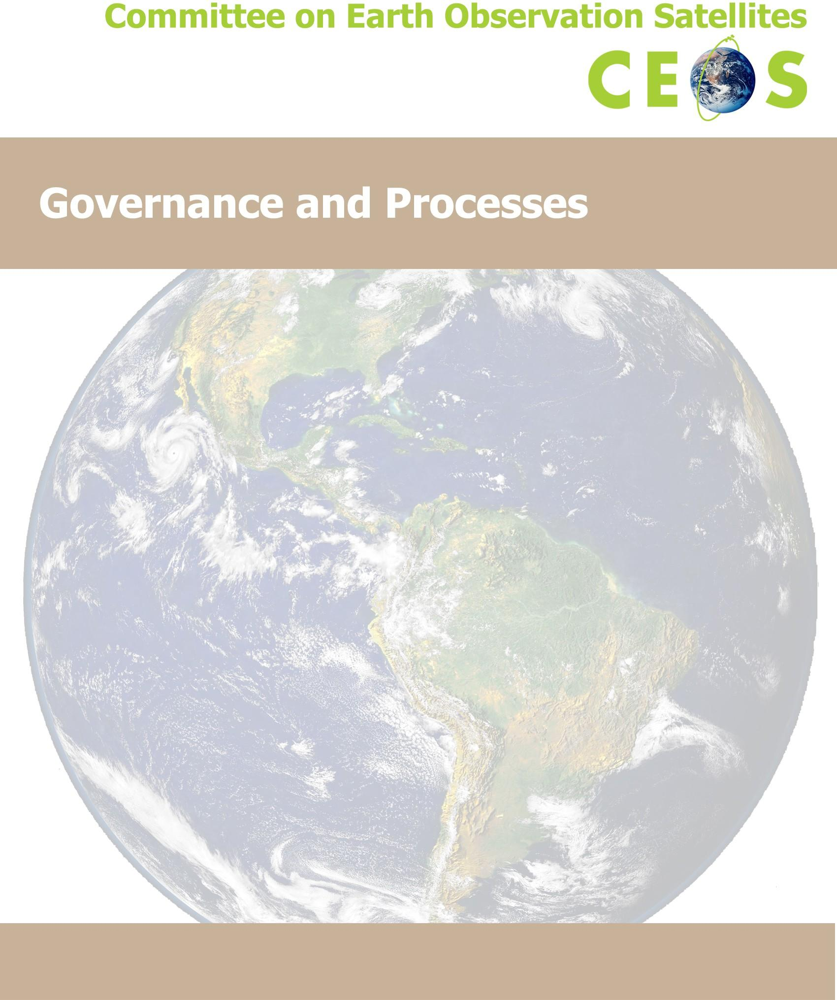 Committee on Earth Observation Satellites
CEOS
Governance and Processes